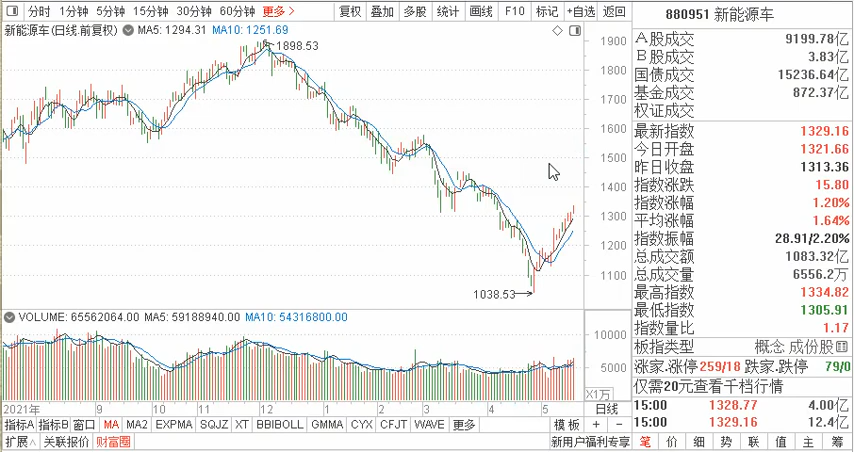 分时 1分钟 5分钟 15分钟 30分钟 60分钟 更多 复权 叠加 多股 统计 画线 F10 标记 +自选 返回
880951 新能源车
新能源车(日线.前复权) MA5: 1294.31 MA10: 1251.69
1898.53
1038.53
1900
1800
1700
1600
1500
1400
1300
1200
1100
VOLUME: 65562064.00 MA5: 59188940.00 MA10: 54316800.00
10000
5000
X1万
2021年 9 10 11 12 1 2 3 4 5 日线
指标A 指标B 窗口 MA MA2 EXPMA SQJZ XT BBIBOLL GMMA CYX CFJT WAVE 更多 模板 + −
扩展∧ 关联报价 财富圈 新用户福利专享
A股成交 9199.78亿
B股成交 3.83亿
国债成交 15236.64亿
基金成交 872.37亿
权证成交
最新指数 1329.16
今日开盘 1321.66
昨日收盘 1313.36
指数涨跌 15.80
指数涨幅 1.20%
平均涨幅 1.64%
指数振幅 28.91/2.20%
总成交额 1083.32亿
总成交量 6556.2万
最高指数 1334.82
最低指数 1305.91
指数量比 1.17
板指类型 概念 成份股
涨家.涨停 259/18 跌家.跌停 79/0
仅需20元查看千档行情
15:00 1328.77 4.00亿
15:00 1329.16 12.4亿
笔 价 细 势 联 值 主 筹